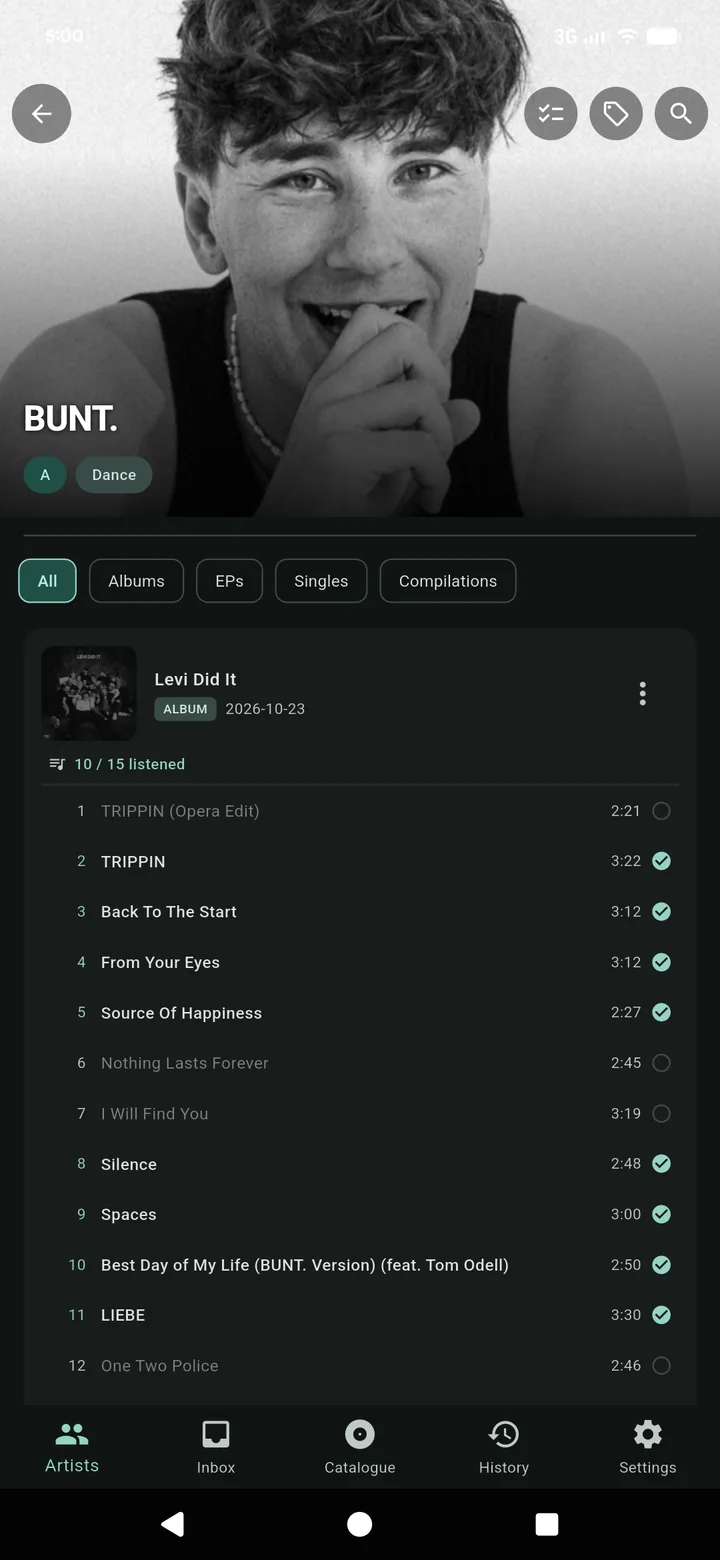 5:00
3G
BUNT.
A
Dance
All
Albums
EPs
Singles
Compilations
LEVI DID IT
Levi Did It
ALBUM 2026-10-23
10 / 15 listened
1 TRIPPIN (Opera Edit) 2:21
2 TRIPPIN 3:22
3 Back To The Start 3:12
4 From Your Eyes 3:12
5 Source Of Happiness 2:27
6 Nothing Lasts Forever 2:45
7 I Will Find You 3:19
8 Silence 2:48
9 Spaces 3:00
10 Best Day of My Life (BUNT. Version) (feat. Tom Odell) 2:50
11 LIEBE 3:30
12 One Two Police 2:46
Artists
Inbox
Catalogue
History
Settings